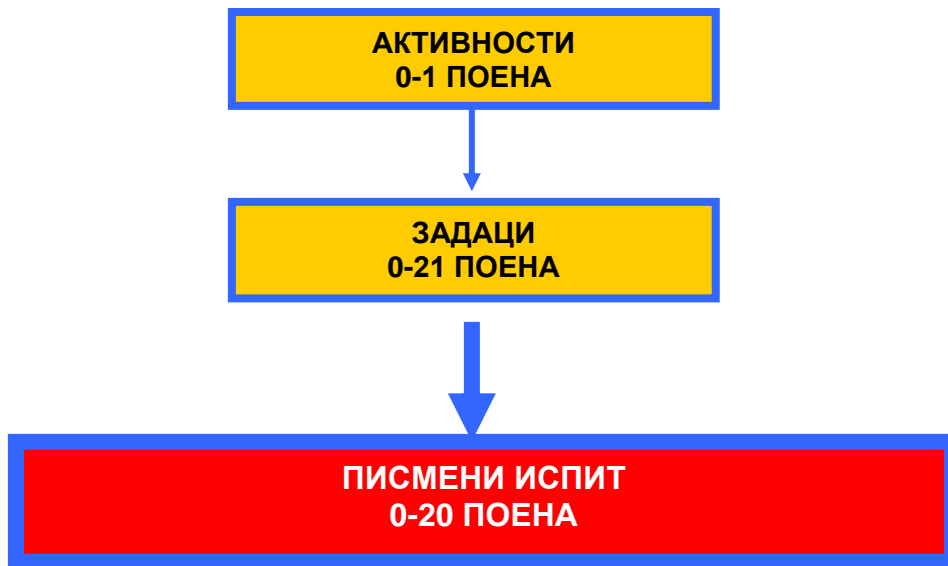 АКТИВНОСТИ
0-1 ПОЕНА
ЗАДАЦИ
0-21 ПОЕНА
ПИСМЕНИ ИСПИТ
0-20 ПОЕНА